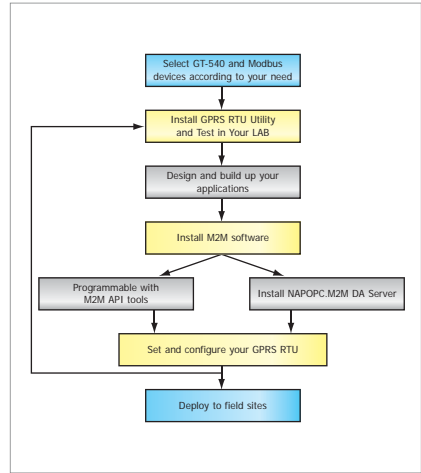 Select GT-540 and Modbus
devices according to your need
Install GPRS RTU Utility
and Test in Your LAB
Design and build up your
applications
Install M2M software
Programmable with
M2M API tools
Install NAPOPC.M2M DA Server
Set and configure your GPRS RTU
Deploy to field sites